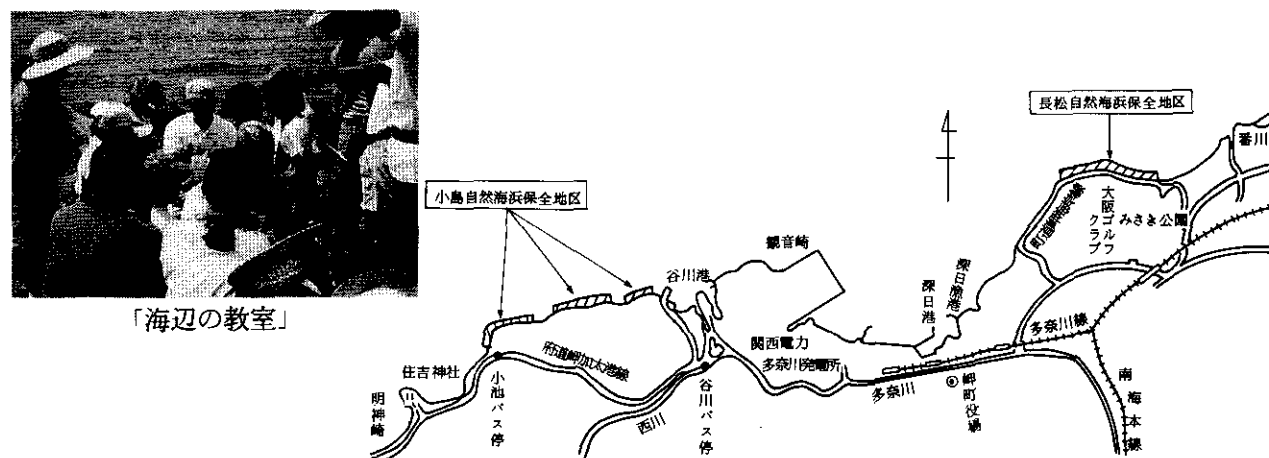 「海辺の教室」
長松自然海浜保全地区
番川
大阪ゴルフ
クラブ
みさき公園
小島自然海浜保全地区
観音崎
谷川港
深日港
深日漁港
多奈川線
関西電力
多奈川発電所
住吉神社
小池バス停
府道岬加太港線
谷川バス停
西川
多奈川
岬町役場
南海本線
明神崎